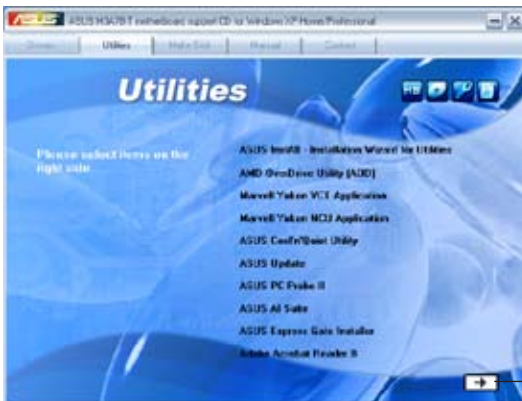 ASUS
ASUS M3A78-T motherboard support CD for Windows XP Home/Professional
Drivers
Utilities
Make Disk
Manual
Contact
Utilities
Please select items on the
right side
ASUS InstAll - Installation Wizard for Utilities
AMD OverDrive Utility (AOD)
Marvell Yukon VCT Application
Marvell Yukon NCU Application
ASUS Cool'n'Quiet Utility
ASUS Update
ASUS PC Probe II
ASUS AI Suite
ASUS Express Gate Installer
Adobe Acrobat Reader 8